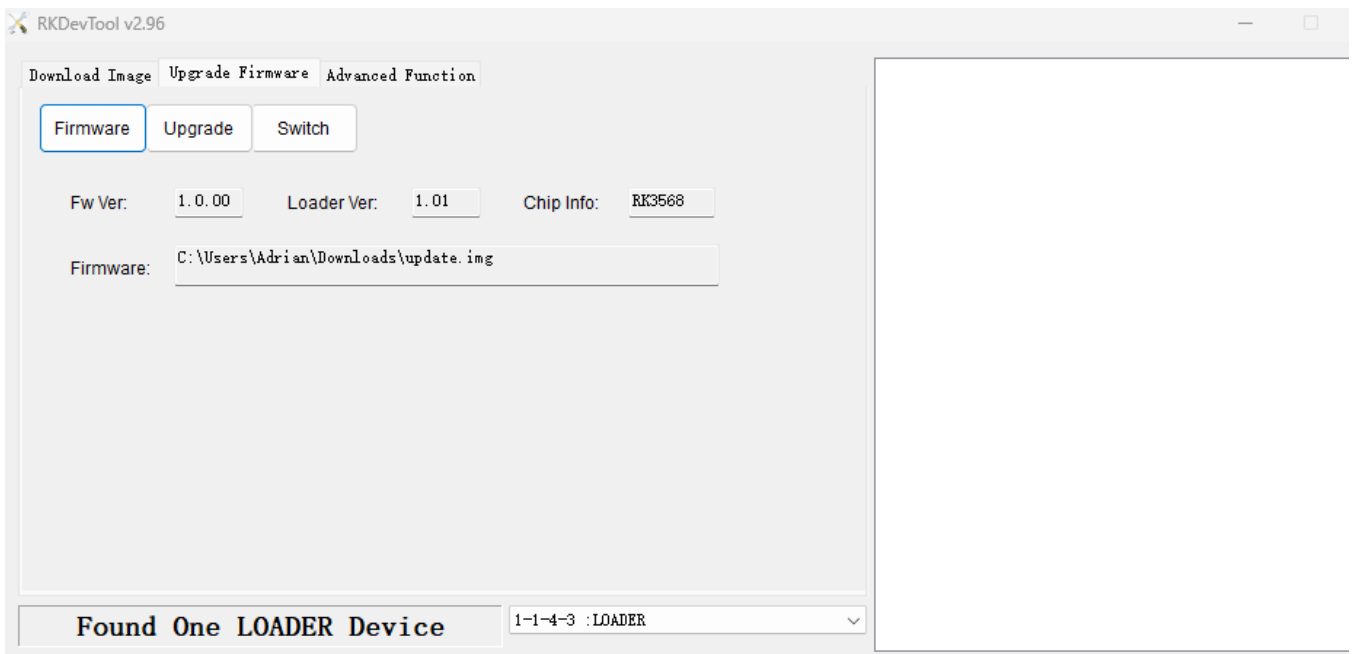 RKDevTool v2.96
Download Image Upgrade Firmware Advanced Function
Firmware Upgrade Switch
Fw Ver: 1.0.00 Loader Ver: 1.01 Chip Info: RK3568
Firmware: C:\Users\Adrian\Downloads\update.img
Found One LOADER Device 1-1-4-3 :LOADER